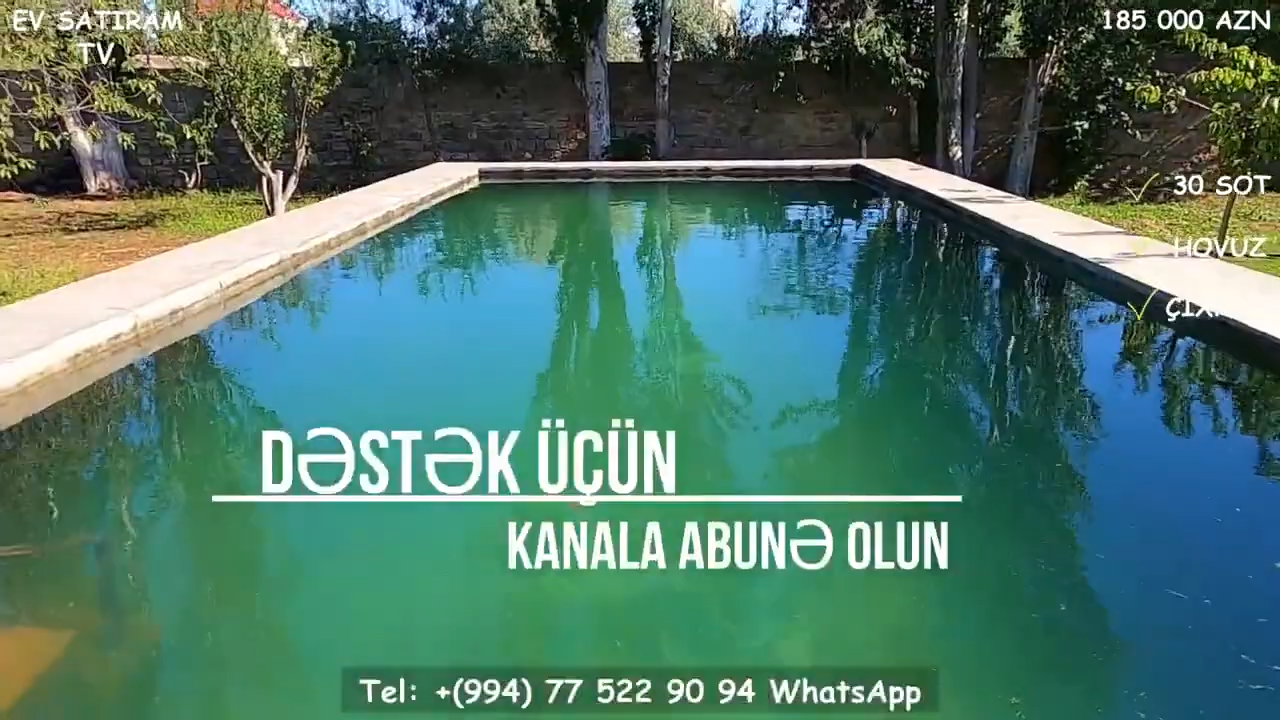 EV SATIRAM
TV
185 000 AZN
30 SOT
HOVUZ
DƏSTƏK ÜÇÜN
KANALA ABUNƏ OLUN
Tel: +(994) 77 522 90 94 WhatsApp